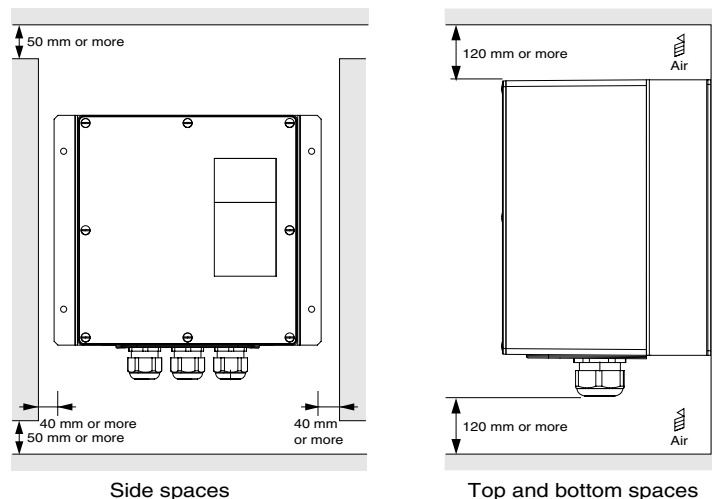 50 mm or more
40 mm or more
50 mm or more
40 mm
or more
Side spaces
120 mm or more
Air
120 mm or more
Air
Top and bottom spaces